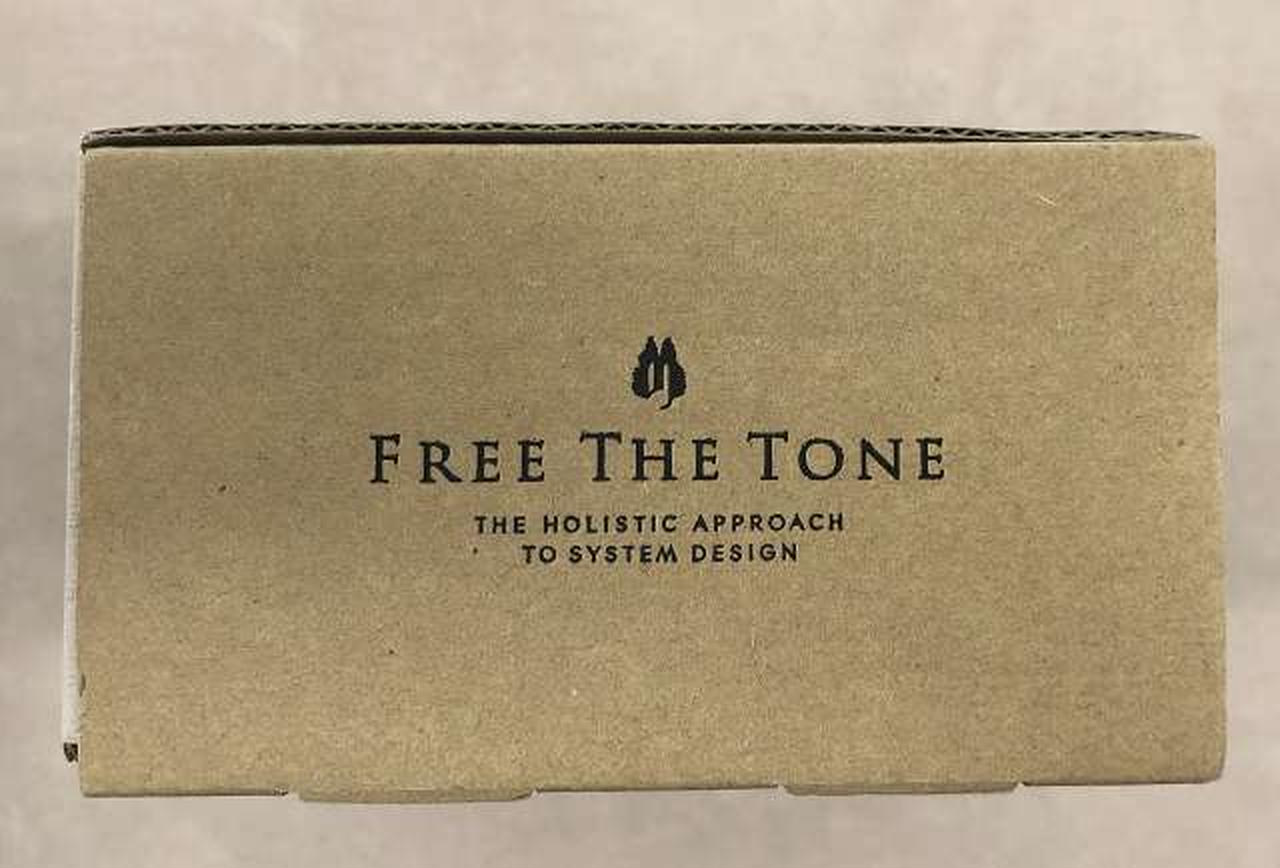 FREE THE TONE
THE HOLISTIC APPROACH
TO SYSTEM DESIGN